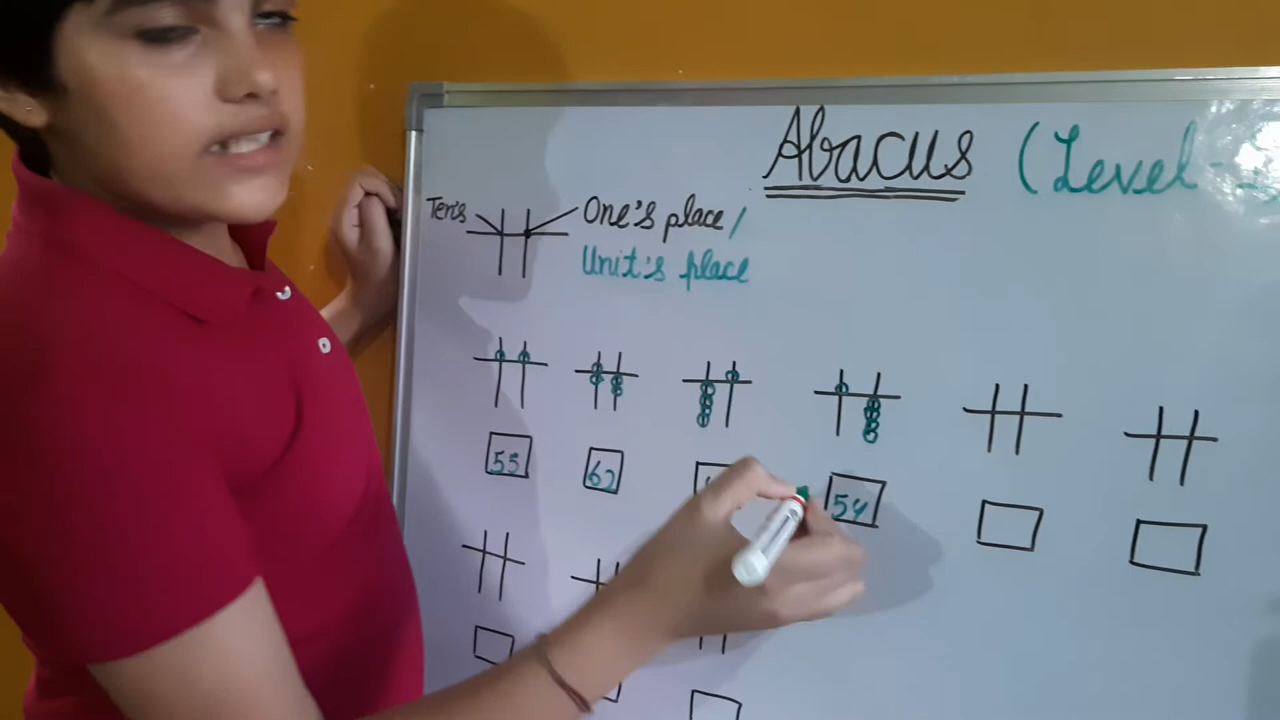 Abacus (Level -
Ten's
One's place/
Unit's place
55
62
54